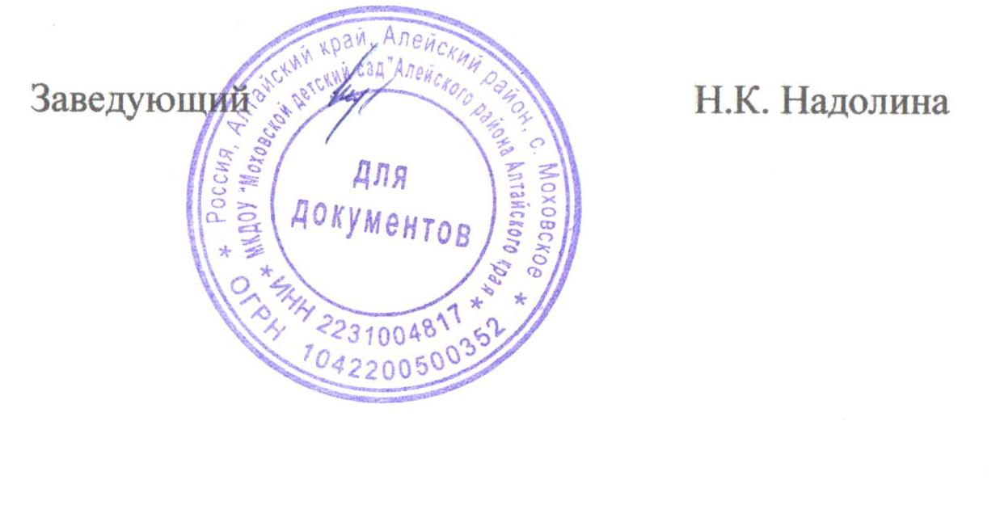 Заведующий
Н.К. Надолина
Россия, Алтайский край, Алейский район, с. Моховское *
* ОГРН 1042200500352
МКДОУ "Моховской детский сад" Алейского района Алтайского края *
* ИНН 2231004817
для
документов